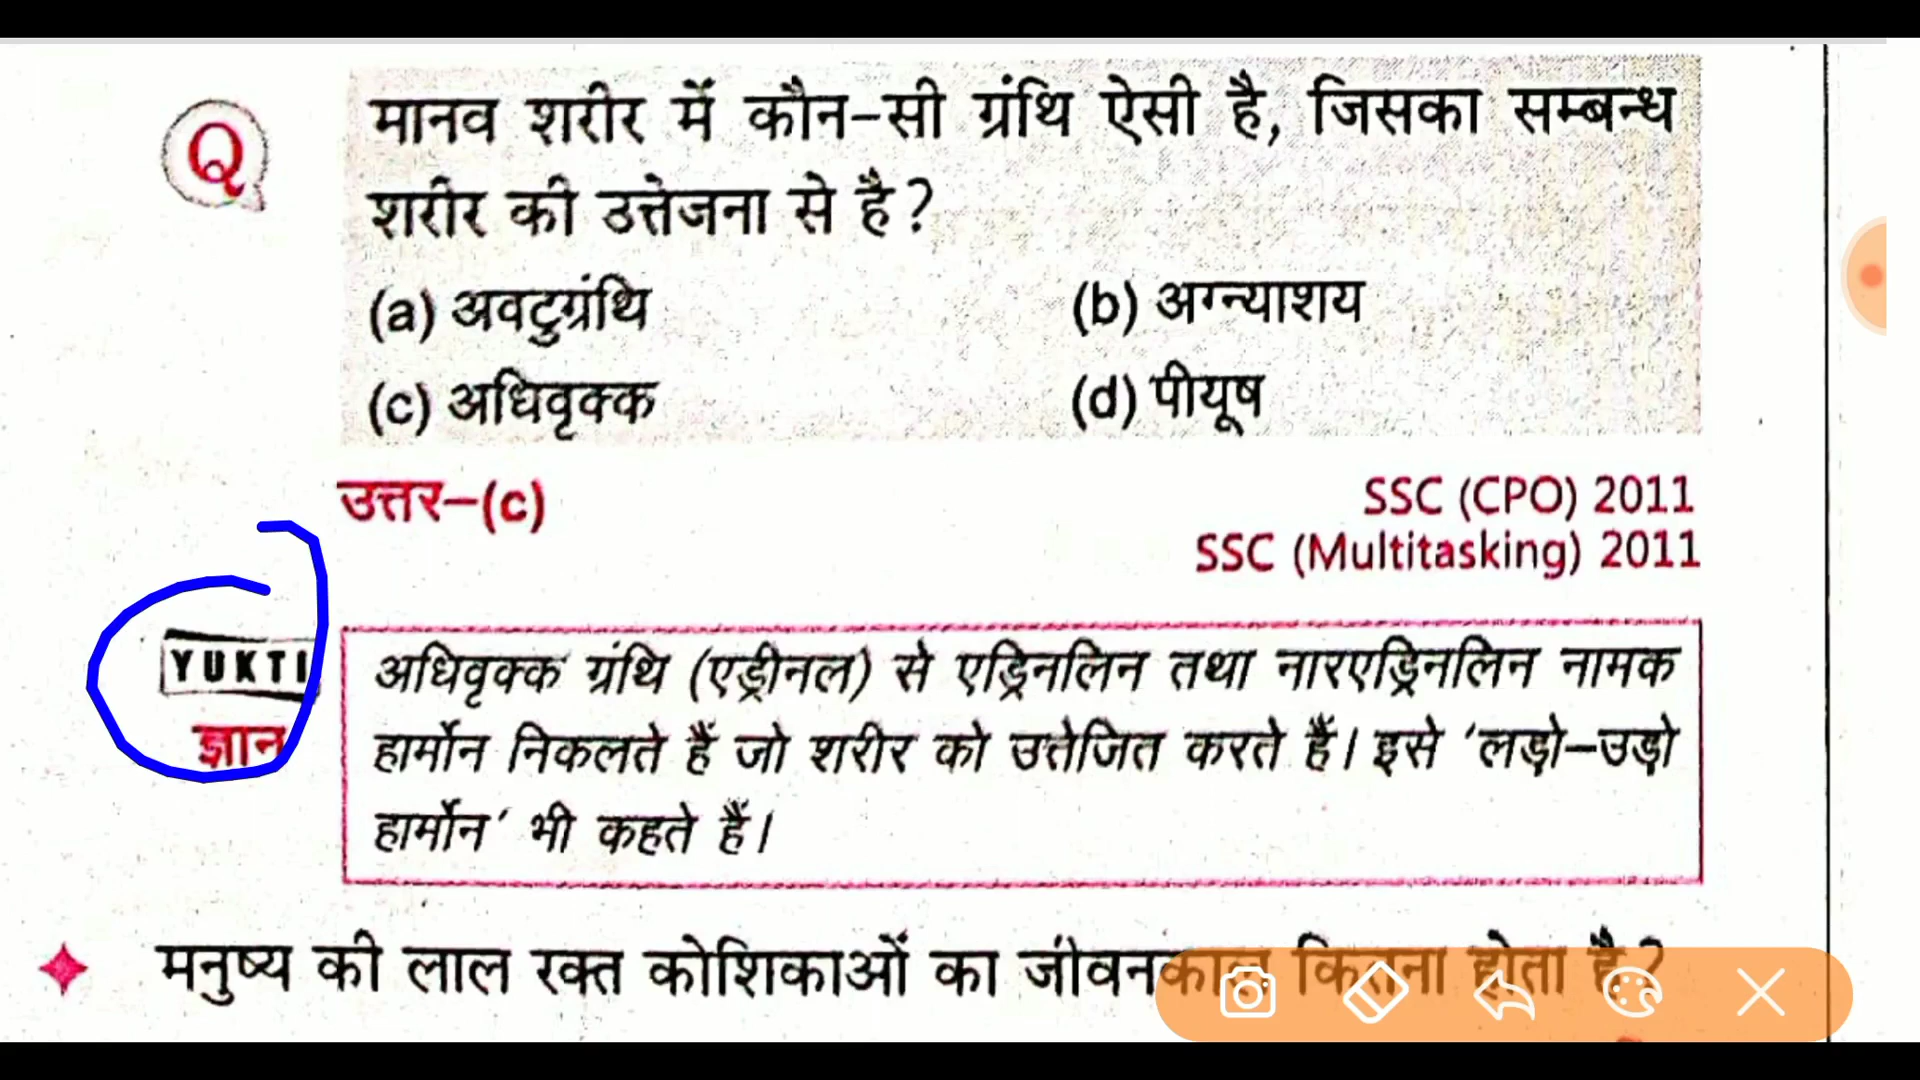 Q
मानव शरीर में कौन-सी ग्रंथि ऐसी है, जिसका सम्बन्ध
शरीर की उत्तेजना से है?
(a) अवटुग्रंथि (b) अग्न्याशय
(c) अधिवृक्क (d) पीयूष
उत्तर-(c) SSC (CPO) 2011
SSC (Multitasking) 2011
YUKTI
ज्ञान
अधिवृक्क ग्रंथि (एड्रीनल) से एड्रिनलिन तथा नारएड्रिनलिन नामक
हार्मोन निकलते हैं जो शरीर को उत्तेजित करते हैं। इसे ‘लड़ो-उड़ो
हार्मोन’ भी कहते हैं।
मनुष्य की लाल रक्त कोशिकाओं का जीवनकाल कितना होता है?